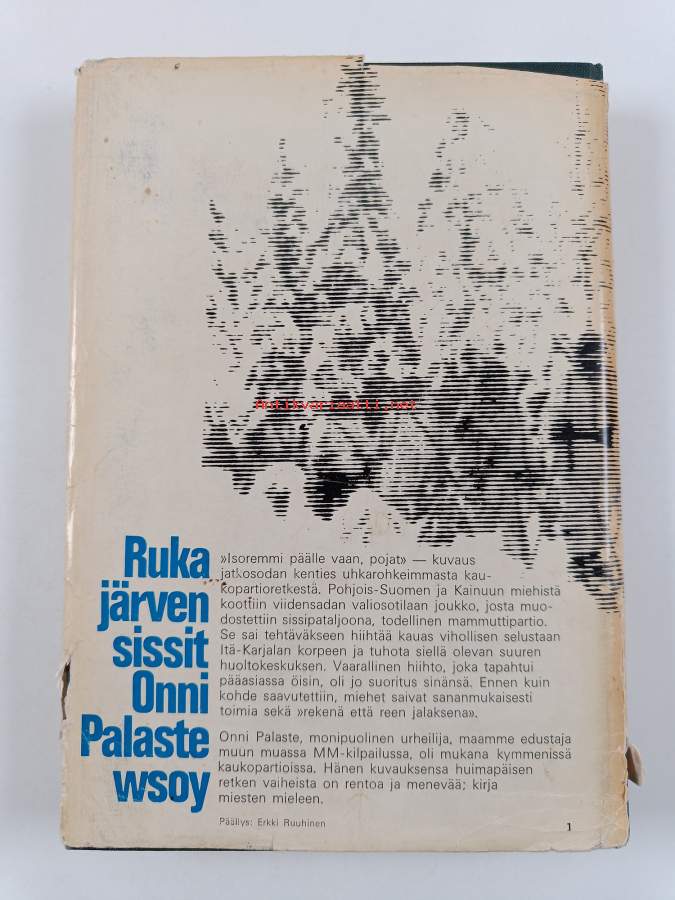 Antikvariaatti.net
Ruka
järven
sissit
Onni
Palaste
wsoy
»Isoremmi päälle vaan, pojat» — kuvaus
jatkosodan kenties uhkarohkeimmasta kau-
kopartioretkestä. Pohjois-Suomen ja Kainuun miehistä
koottiin viidensadan valiosotilaan joukko, josta muo-
dostettiin sissipataljoona, todellinen mammuttipartio.
Se sai tehtäväkseen hiihtää kauas vihollisen selustaan
Itä-Karjalan korpeen ja tuhota siellä olevan suuren
huoltokeskuksen. Vaarallinen hiihto, joka tapahtui
pääasiassa öisin, oli jo suoritus sinänsä. Ennen kuin
kohde saavutettiin, miehet saivat sananmukaisesti
toimia sekä »rekenä että reen jalaksena».
Onni Palaste, monipuolinen urheilija, maamme edustaja
muun muassa MM-kilpailussa, oli mukana kymmenissä
kaukopartioissa. Hänen kuvauksensa huimapäisen
retken vaiheista on rentoa ja menevää; kirja
miesten mieleen.
Päällys: Erkki Ruuhinen
1